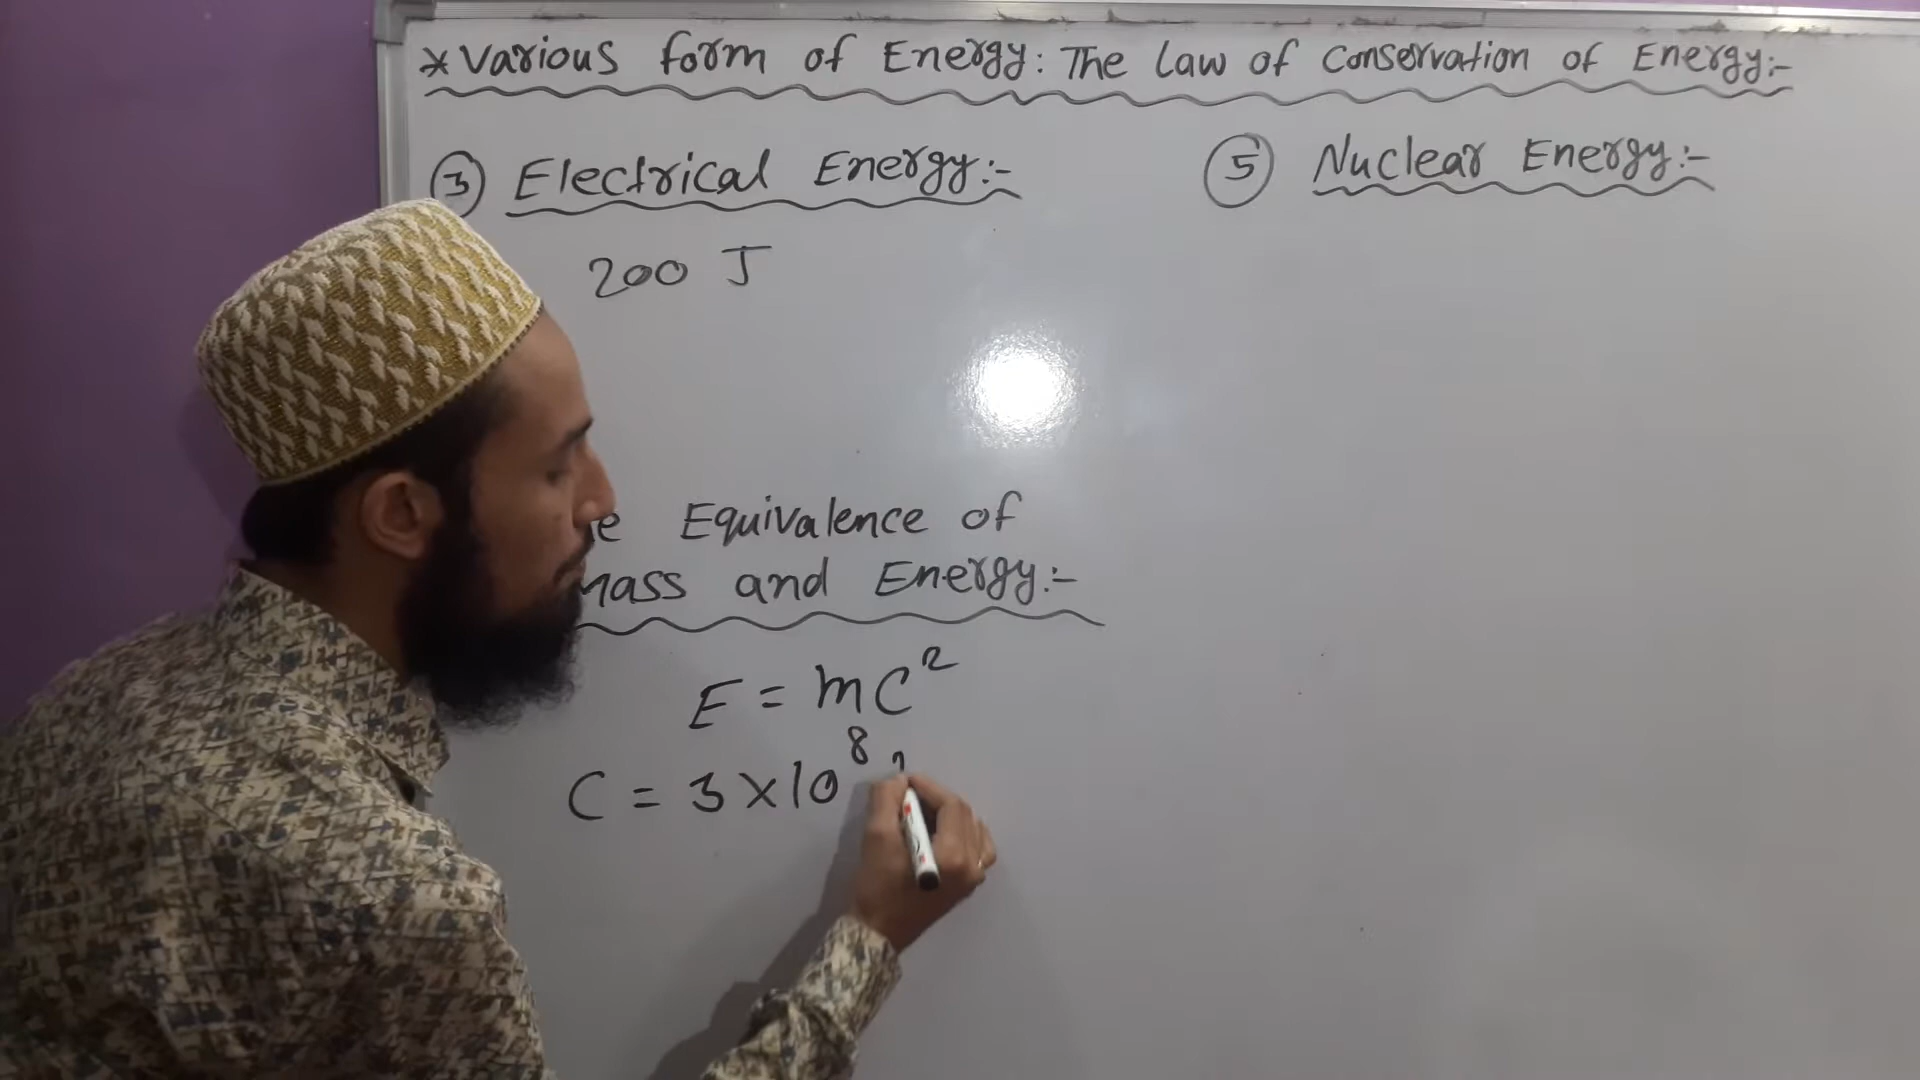 * Various form of Energy: The Law of Conservation of Energy:-
③ Electrical Energy:-
200 J
Equivalence of
mass and Energy:-
E = mc²
C = 3 × 10⁸
⑤ Nuclear Energy:-